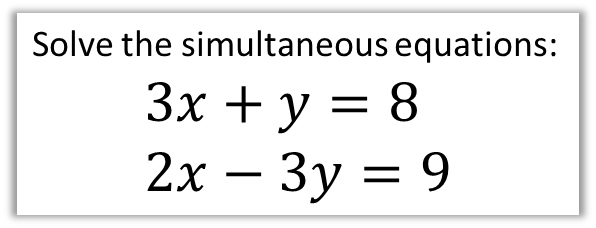 Solve the simultaneous equations:
3x + y = 8
2x − 3y = 9